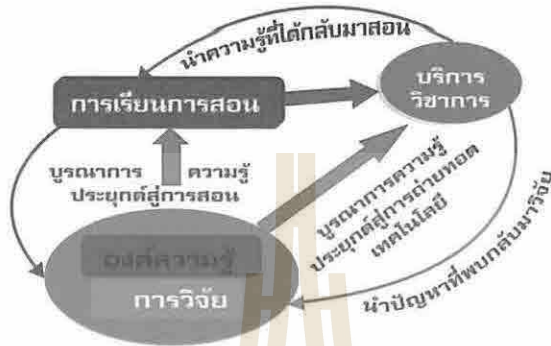 นำความรู้ที่ได้กลับมาสอน
บริการ
วิชาการ
การเรียนการสอน
บูรณาการ ความรู้
ประยุกต์สู่การสอน
บูรณาการความรู้
ประยุกต์สู่การถ่ายทอด
เทคโนโลยี
นำปัญหาที่พบกลับมาวิจัย
องค์ความรู้
การวิจัย